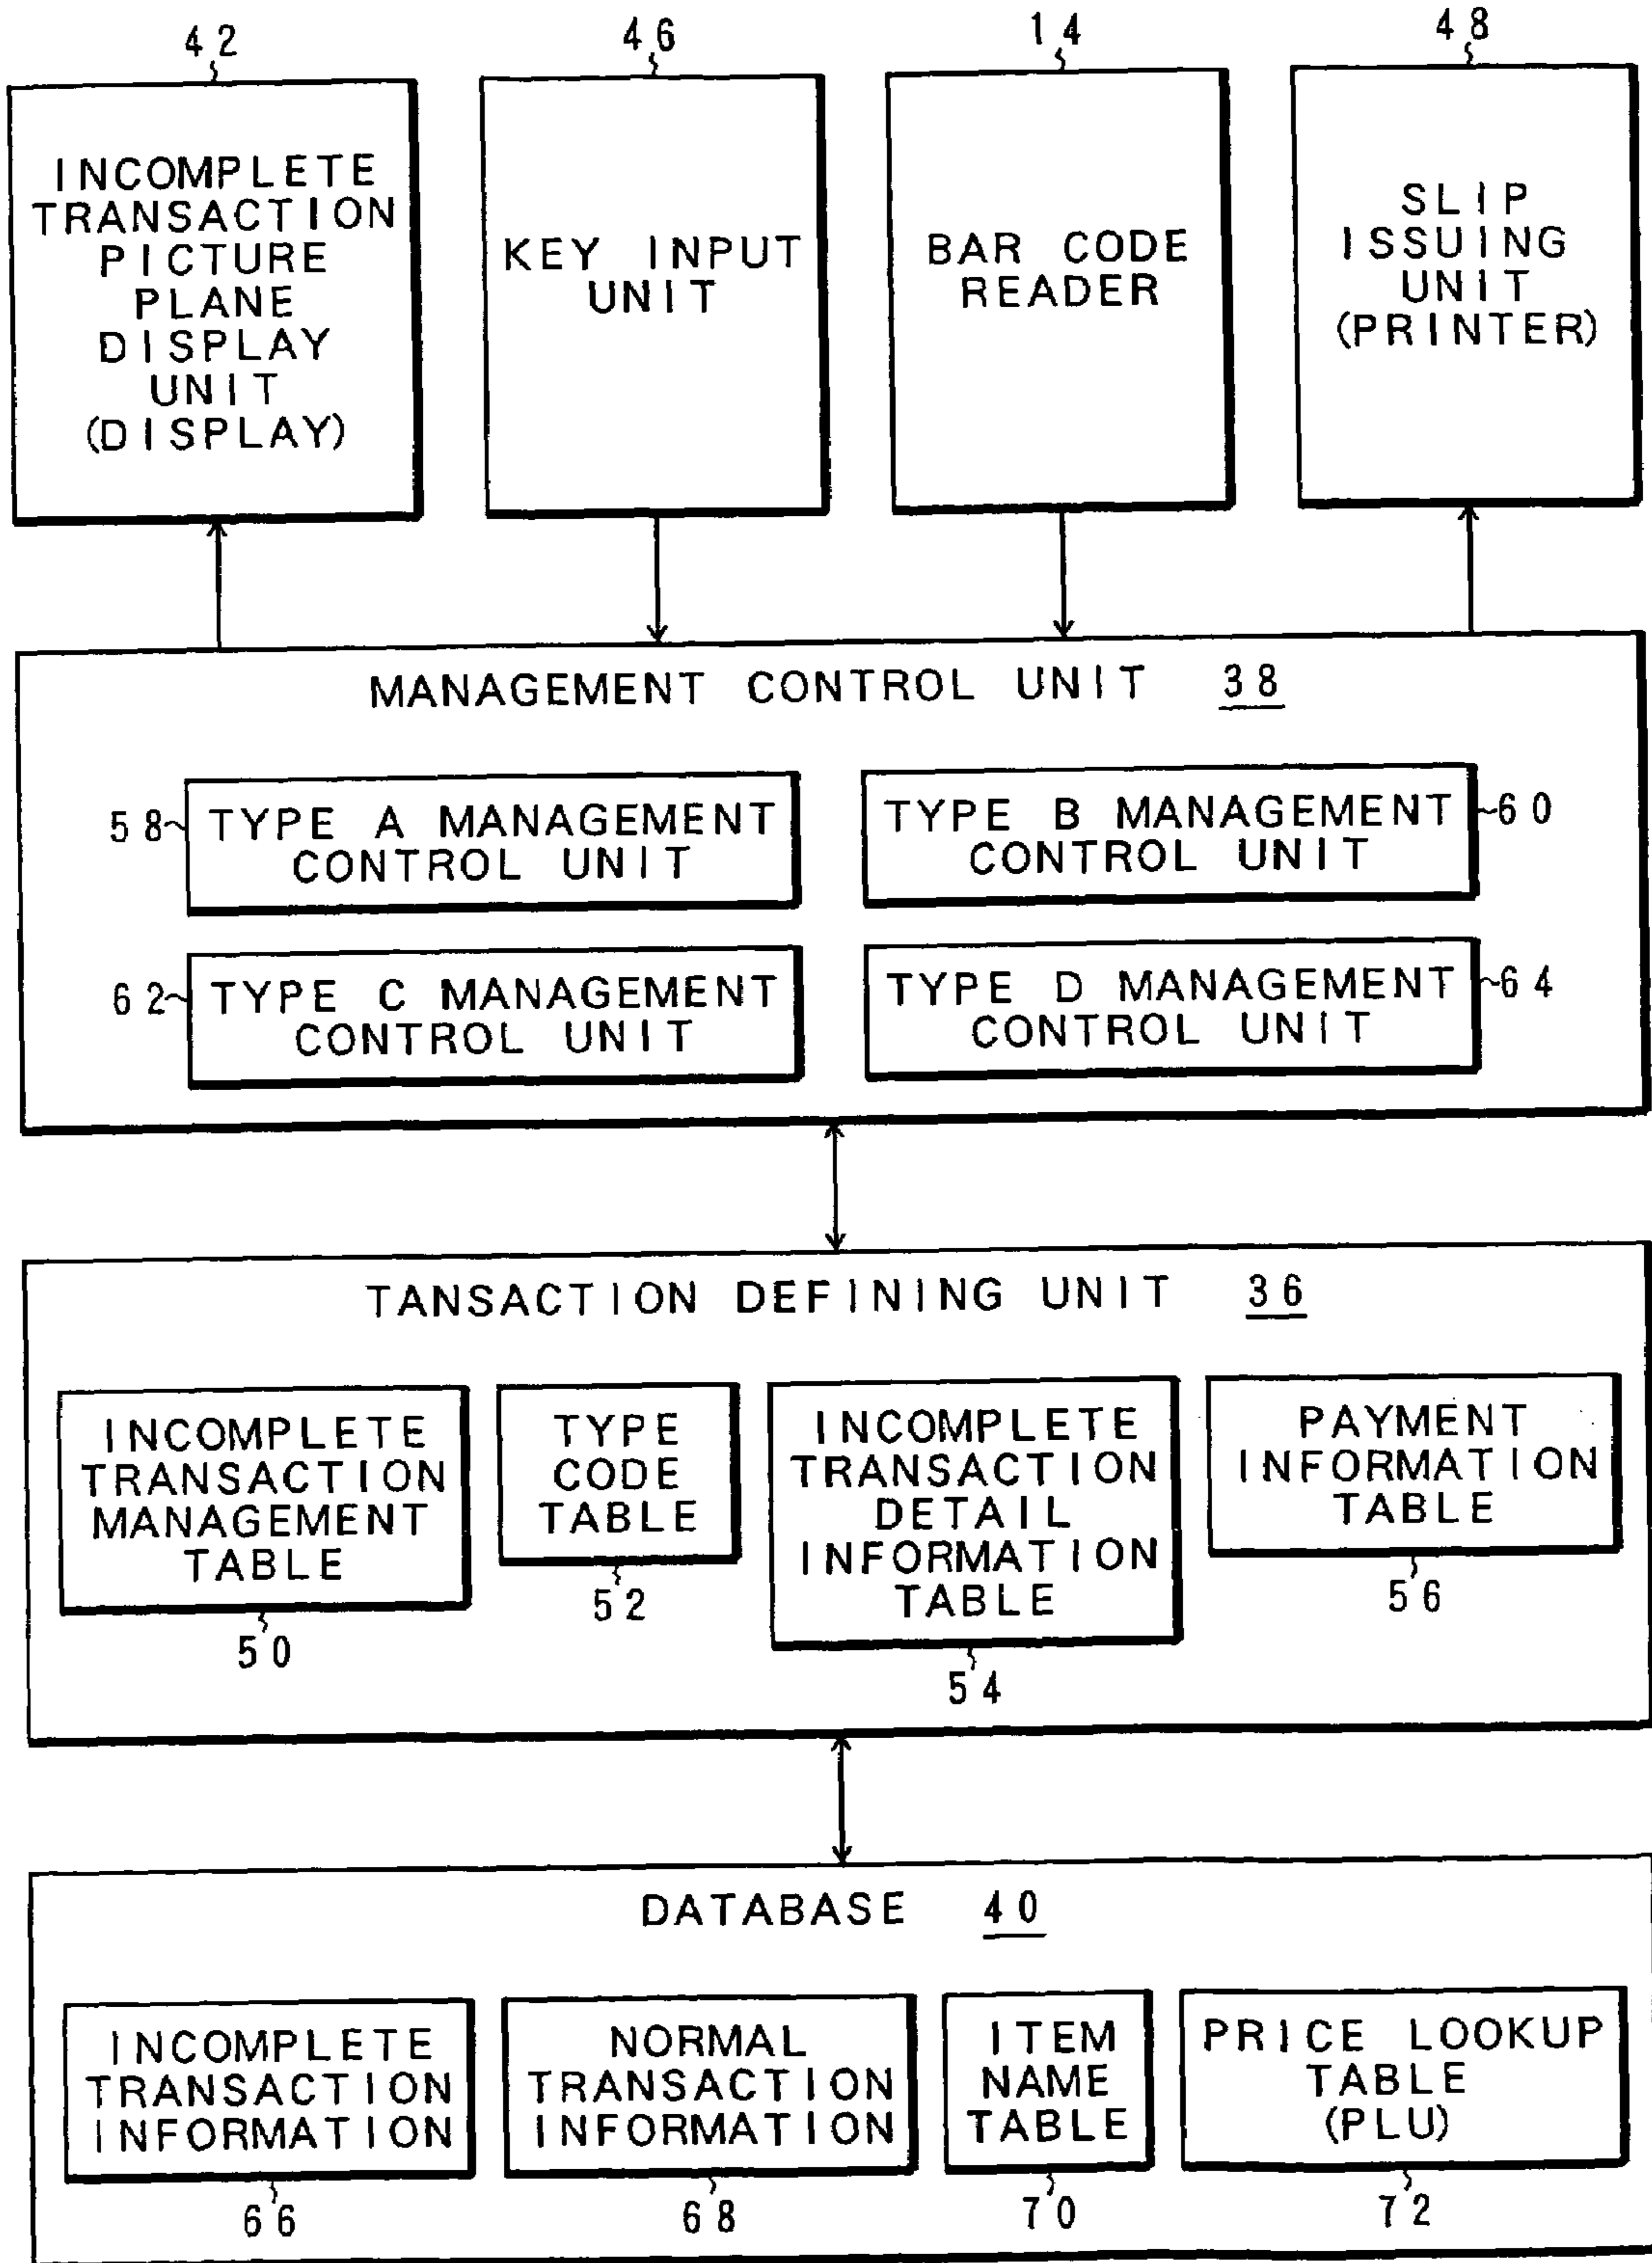 42
46
14
48
INCOMPLETE
TRANSACTION
PICTURE
PLANE
DISPLAY
UNIT
(DISPLAY)
KEY INPUT
UNIT
BAR CODE
READER
SLIP
ISSUING
UNIT
(PRINTER)
MANAGEMENT CONTROL UNIT 38
58
TYPE A MANAGEMENT
CONTROL UNIT
TYPE B MANAGEMENT
CONTROL UNIT
60
62
TYPE C MANAGEMENT
CONTROL UNIT
TYPE D MANAGEMENT
CONTROL UNIT
64
TANSACTION DEFINING UNIT 36
INCOMPLETE
TRANSACTION
MANAGEMENT
TABLE
50
TYPE
CODE
TABLE
52
INCOMPLETE
TRANSACTION
DETAIL
INFORMATION
TABLE
54
PAYMENT
INFORMATION
TABLE
56
DATABASE 40
INCOMPLETE
TRANSACTION
INFORMATION
66
NORMAL
TRANSACTION
INFORMATION
68
ITEM
NAME
TABLE
70
PRICE LOOKUP
TABLE
(PLU)
72